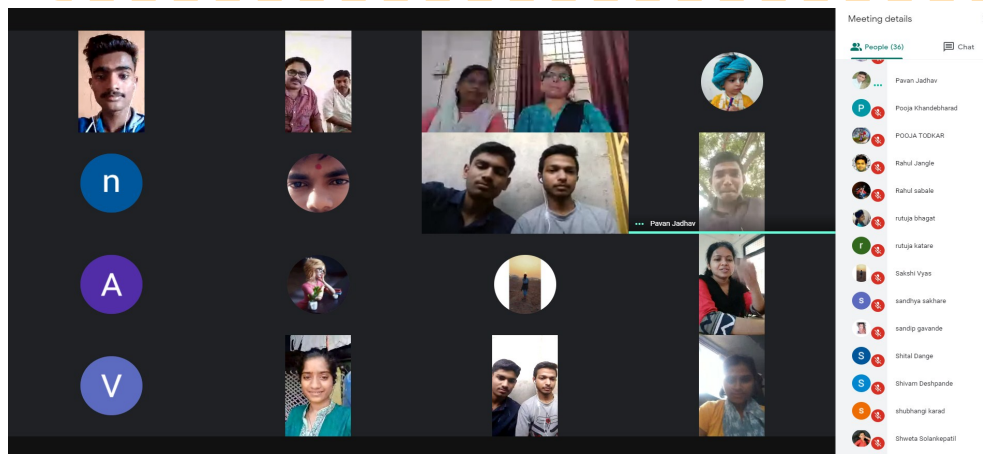 Meeting details
People (36)
Chat
Pavan Jadhav
P
Pooja Khandebharad
POOJA TODKAR
Rahul Jangle
Rahul sabale
rutuja bhagat
r
rutuja katare
Sakshi Vyas
s
sandhya sakhare
sandip gavande
S
Shital Dange
S
Shivam Deshpande
s
shubhangi karad
Shweta Solankepatil
n
Pavan Jadhav
A
V